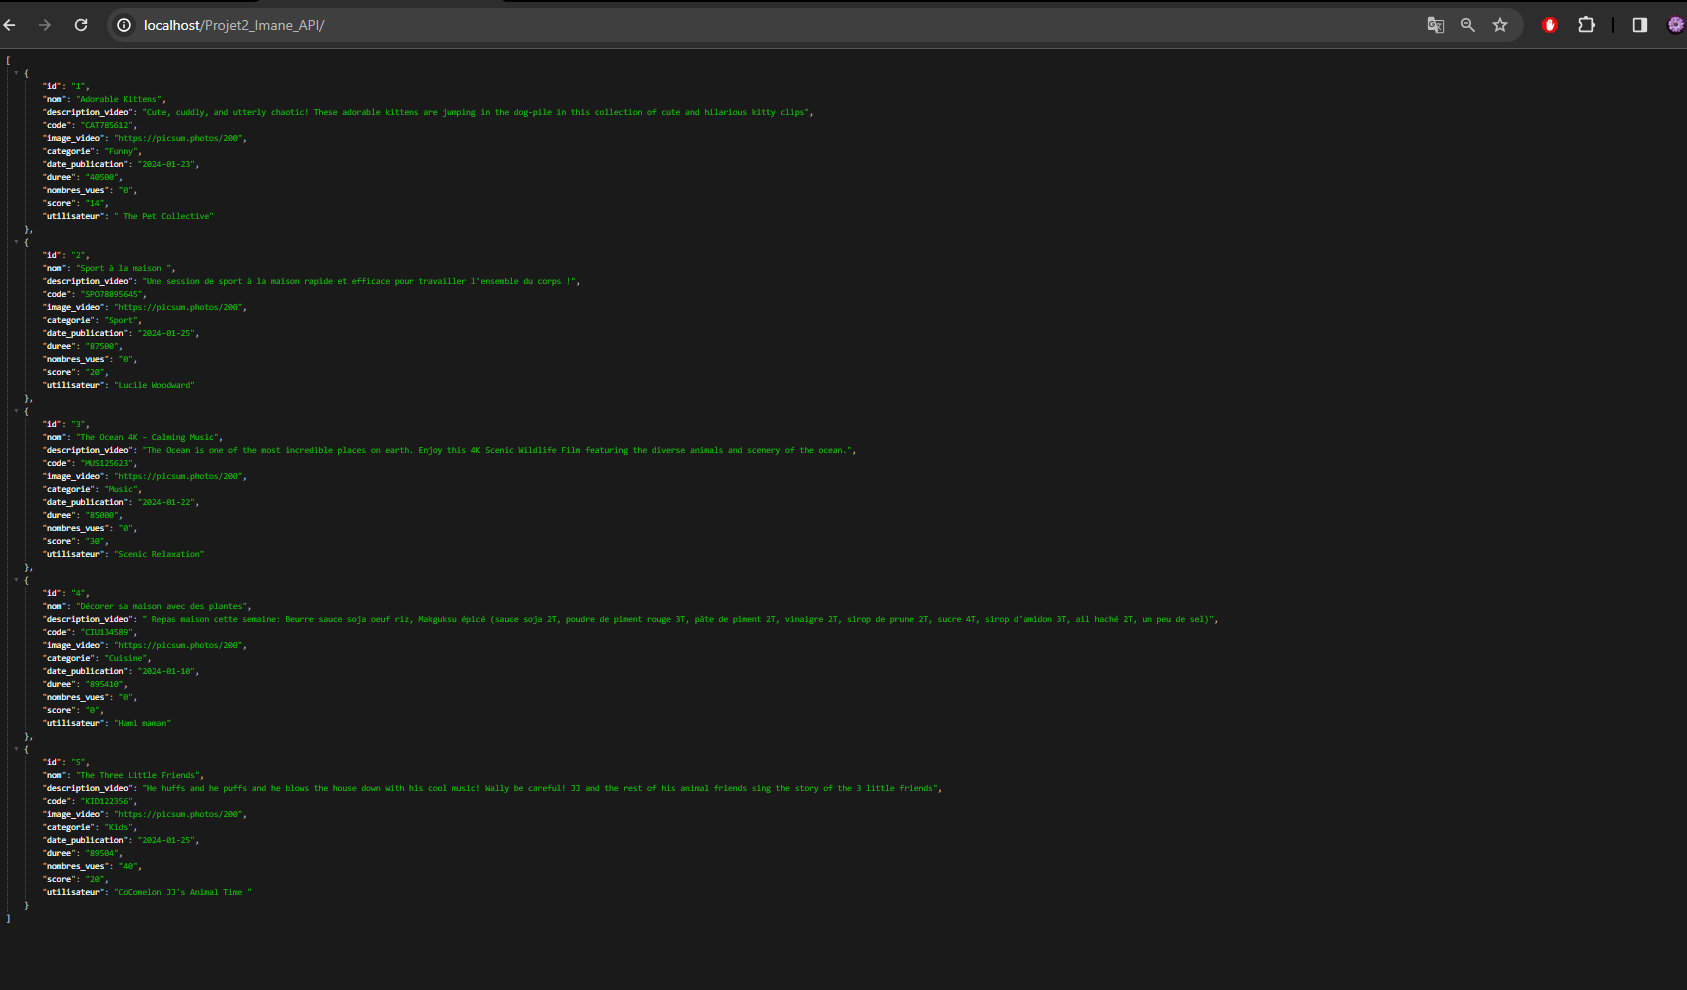 localhost/Projet2_Imane_API/
[
{
"id": "1",
"nom": "Adorable Kittens",
"description_video": "Cute, cuddly, and utterly chaotic! These adorable kittens are jumping in the dog-pile in this collection of cute and hilarious kitty clips",
"code": "CAT785612",
"image_video": "https://picsum.photos/200",
"categorie": "Funny",
"date_publication": "2024-01-23",
"duree": "40500",
"nombres_vues": "0",
"score": "14",
"utilisateur": " The Pet Collective"
},
{
"id": "2",
"nom": "Sport à la maison ",
"description_video": "Une session de sport à la maison rapide et efficace pour travailler l'ensemble du corps !",
"code": "SPO78895645",
"image_video": "https://picsum.photos/200",
"categorie": "Sport",
"date_publication": "2024-01-25",
"duree": "87500",
"nombres_vues": "0",
"score": "20",
"utilisateur": "Lucile Woodward"
},
{
"id": "3",
"nom": "The Ocean 4K - Calming Music",
"description_video": "The Ocean is one of the most incredible places on earth. Enjoy this 4K Scenic Wildlife Film featuring the diverse animals and scenery of the ocean.",
"code": "MUS125623",
"image_video": "https://picsum.photos/200",
"categorie": "Music",
"date_publication": "2024-01-22",
"duree": "85000",
"nombres_vues": "0",
"score": "30",
"utilisateur": "Scenic Relaxation"
},
{
"id": "4",
"nom": "Décorer sa maison avec des plantes",
"description_video": " Repas maison cette semaine: Beurre sauce soja oeuf riz, Makguksu épicé (sauce soja 2T, poudre de piment rouge 3T, pâte de piment 2T, vinaigre 2T, sirop de prune 2T, sucre 4T, sirop d'amidon 3T, ail haché 2T, un peu de sel)",
"code": "CIU134589",
"image_video": "https://picsum.photos/200",
"categorie": "Cuisine",
"date_publication": "2024-01-10",
"duree": "895410",
"nombres_vues": "0",
"score": "0",
"utilisateur": "Hami maman"
},
{
"id": "5",
"nom": "The Three Little Friends",
"description_video": "He huffs and he puffs and he blows the house down with his cool music! Wally be careful! JJ and the rest of his animal friends sing the story of the 3 little friends",
"code": "KID122356",
"image_video": "https://picsum.photos/200",
"categorie": "Kids",
"date_publication": "2024-01-25",
"duree": "89504",
"nombres_vues": "40",
"score": "20",
"utilisateur": "CoComelon JJ's Animal Time "
}
]